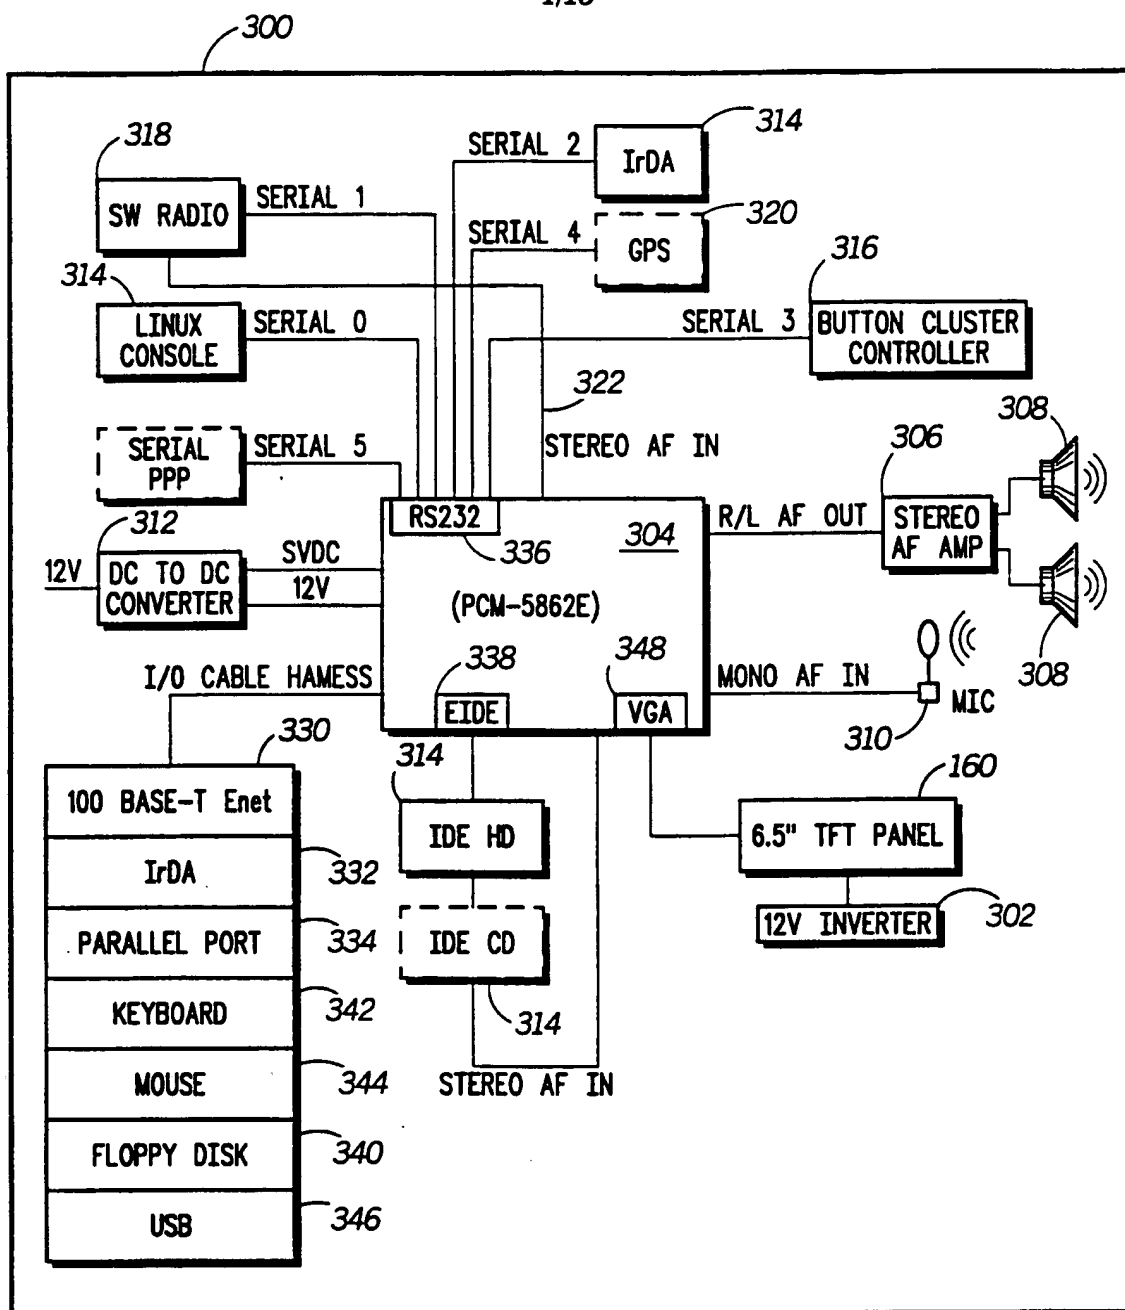 300
318
SW RADIO
SERIAL 1
SERIAL 2
IrDA
314
SERIAL 4
GPS
320
314
LINUX
CONSOLE
SERIAL 0
SERIAL 3
316
BUTTON CLUSTER
CONTROLLER
322
STEREO AF IN
SERIAL
PPP
SERIAL 5
312
12V
DC TO DC
CONVERTER
SVDC
12V
RS232
336
304
(PCM-5862E)
338
EIDE
348
VGA
R/L AF OUT
306
STEREO
AF AMP
308
308
MONO AF IN
310
MIC
I/O CABLE HAMESS
330
100 BASE-T Enet
IrDA
332
PARALLEL PORT
334
KEYBOARD
342
MOUSE
344
FLOPPY DISK
340
USB
346
314
IDE HD
IDE CD
314
STEREO AF IN
160
6.5" TFT PANEL
12V INVERTER
302